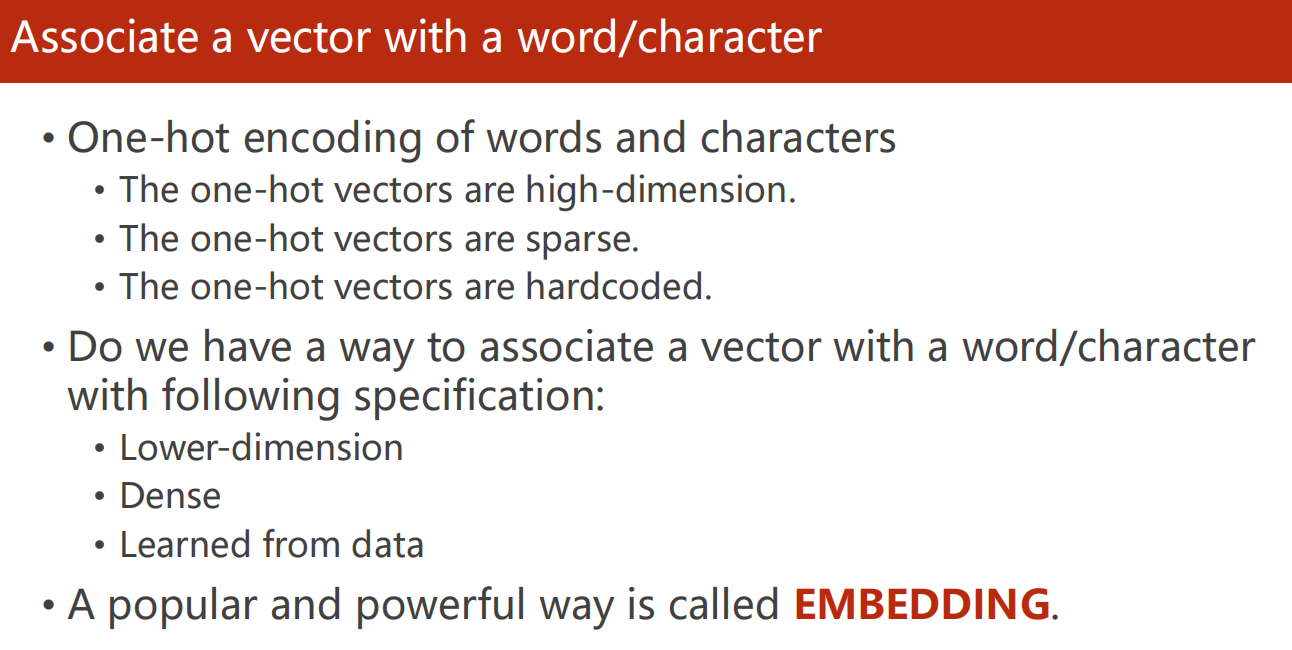 Associate a vector with a word/character
• One-hot encoding of words and characters
• The one-hot vectors are high-dimension.
• The one-hot vectors are sparse.
• The one-hot vectors are hardcoded.
• Do we have a way to associate a vector with a word/character
with following specification:
• Lower-dimension
• Dense
• Learned from data
• A popular and powerful way is called EMBEDDING.